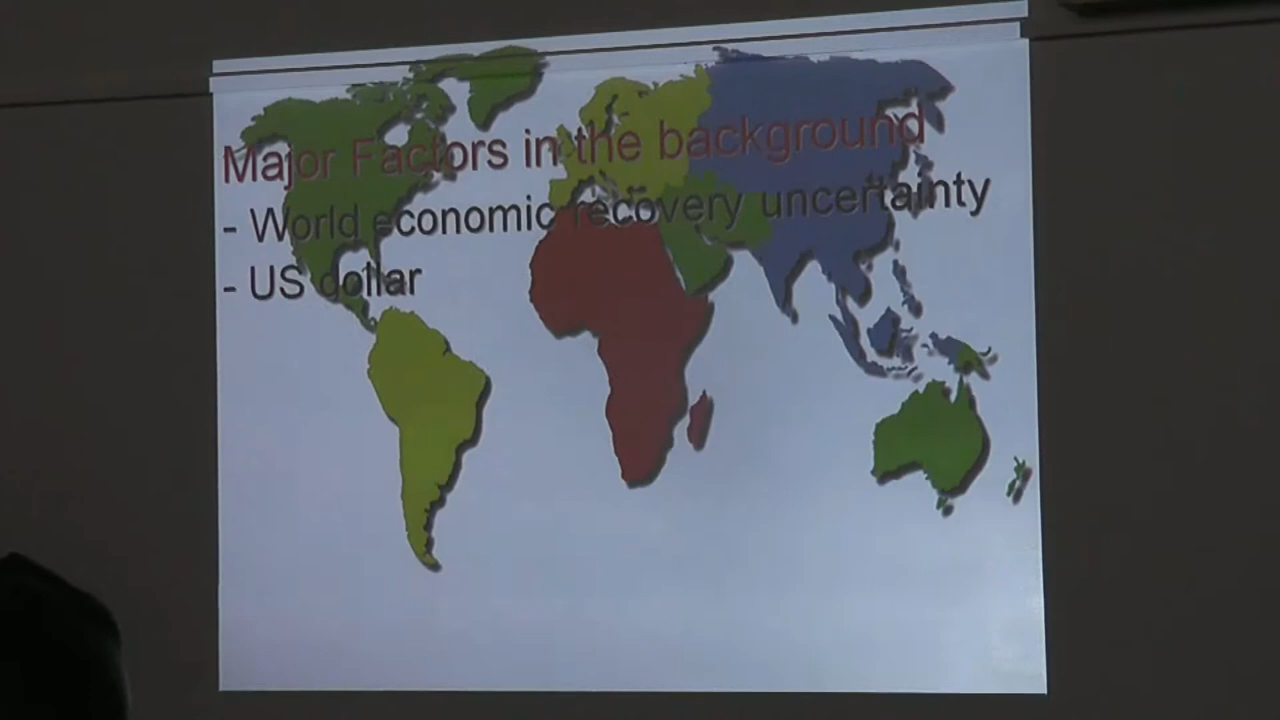 Major Factors in the background
- World economic recovery uncertainty
- US dollar